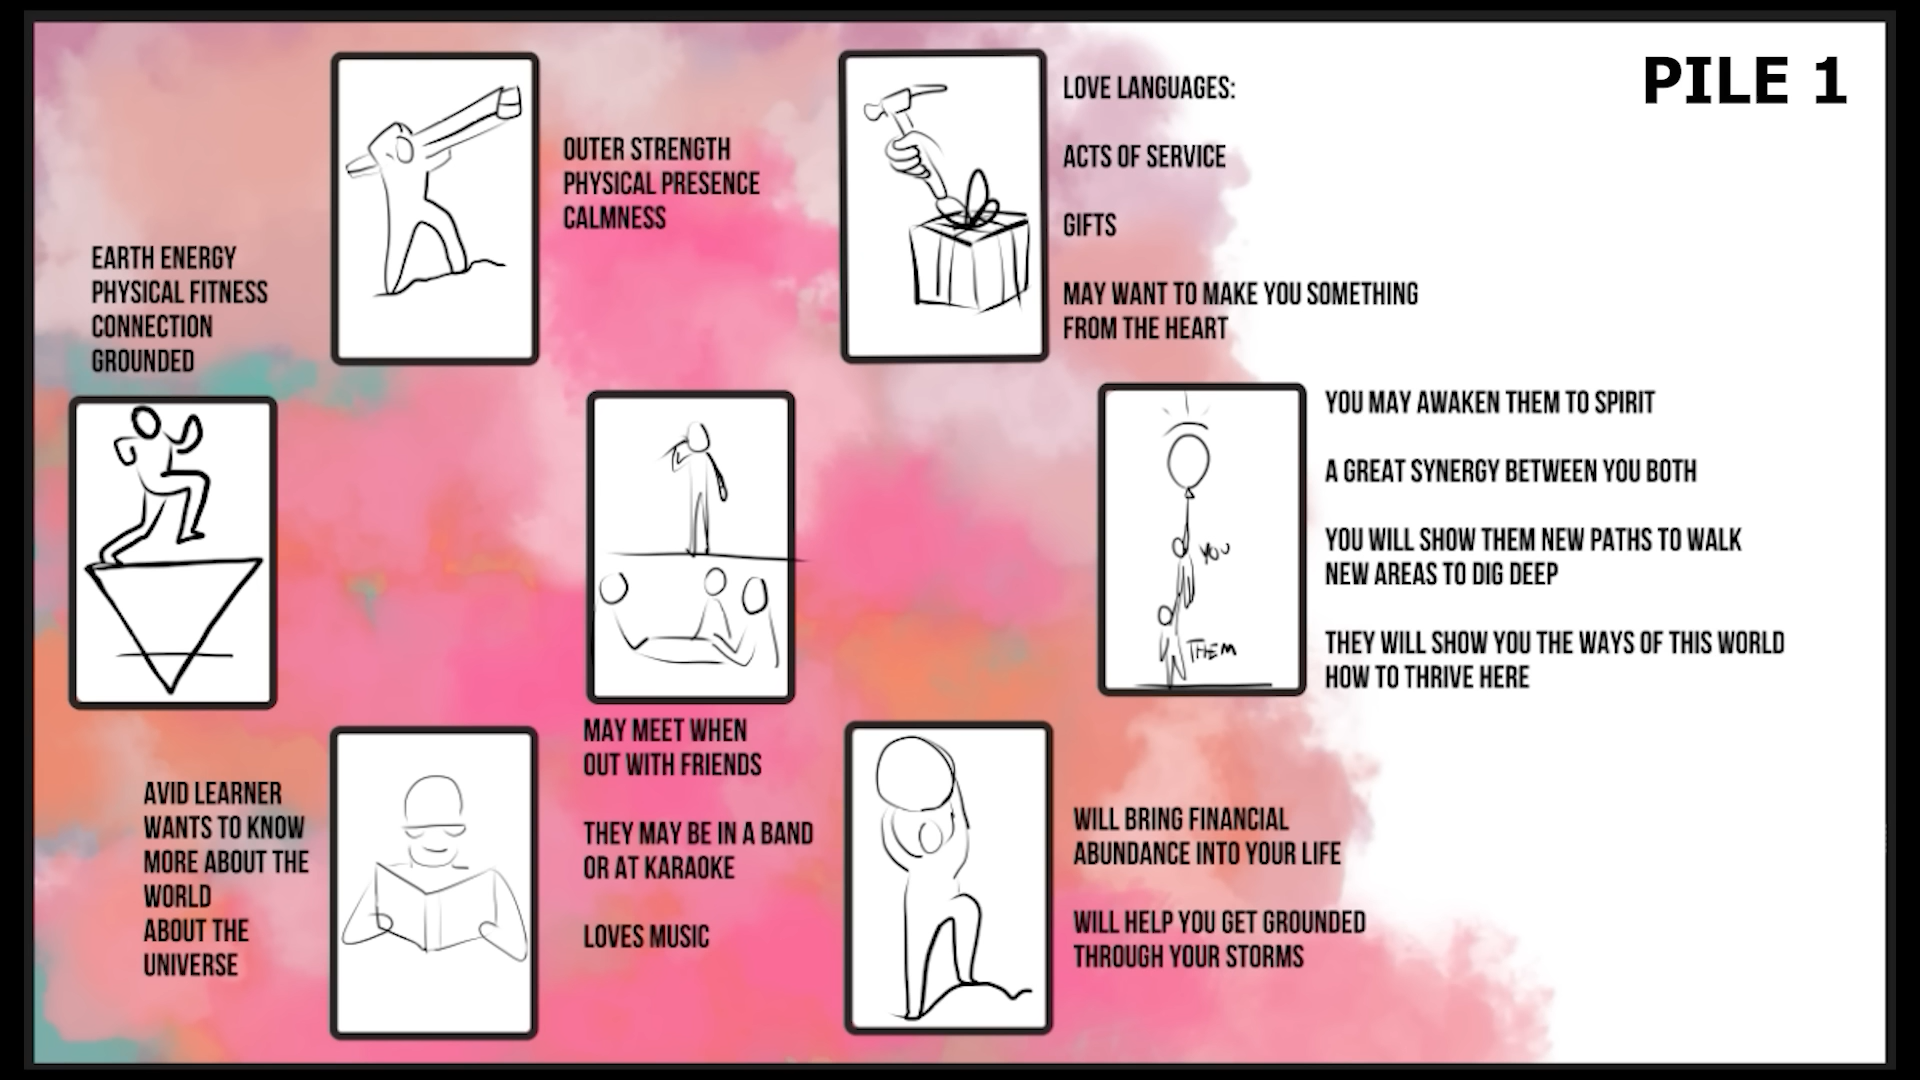 PILE 1
OUTER STRENGTH
PHYSICAL PRESENCE
CALMNESS
LOVE LANGUAGES:
ACTS OF SERVICE
GIFTS
MAY WANT TO MAKE YOU SOMETHING
FROM THE HEART
EARTH ENERGY
PHYSICAL FITNESS
CONNECTION
GROUNDED
YOU
THEM
YOU MAY AWAKEN THEM TO SPIRIT
A GREAT SYNERGY BETWEEN YOU BOTH
YOU WILL SHOW THEM NEW PATHS TO WALK
NEW AREAS TO DIG DEEP
THEY WILL SHOW YOU THE WAYS OF THIS WORLD
HOW TO THRIVE HERE
AVID LEARNER
WANTS TO KNOW
MORE ABOUT THE
WORLD
ABOUT THE
UNIVERSE
MAY MEET WHEN
OUT WITH FRIENDS
THEY MAY BE IN A BAND
OR AT KARAOKE
LOVES MUSIC
WILL BRING FINANCIAL
ABUNDANCE INTO YOUR LIFE
WILL HELP YOU GET GROUNDED
THROUGH YOUR STORMS